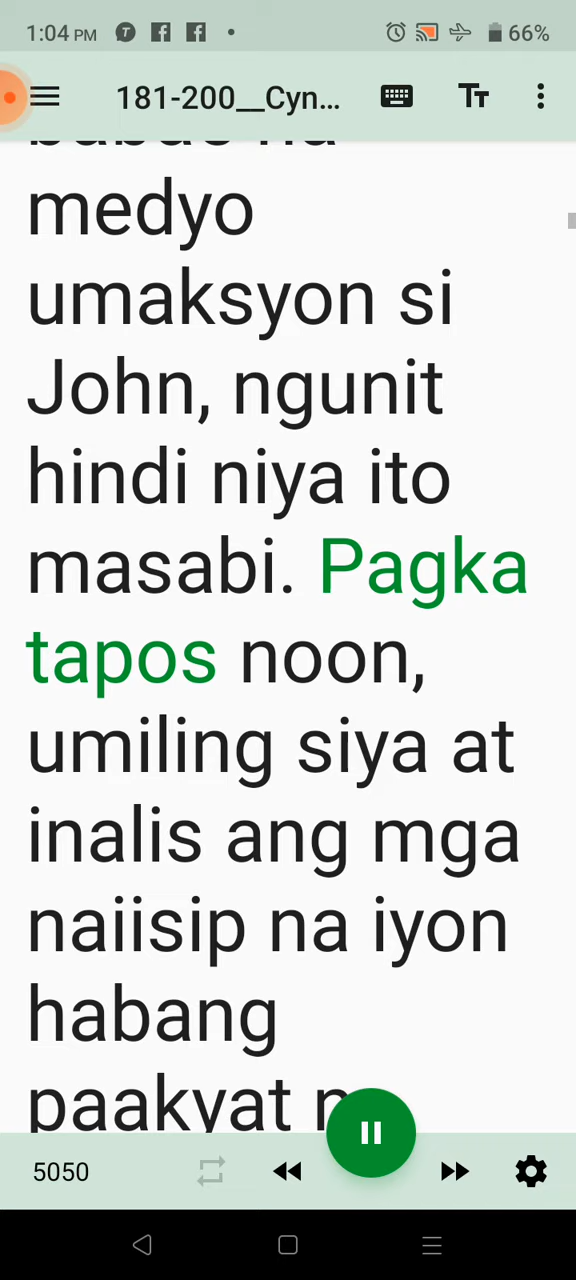 1:04 PM
66%
181-200__Cyn...
medyo
umaksyon si
John, ngunit
hindi niya ito
masabi. Pagka
tapos noon,
umiling siya at
inalis ang mga
naiisip na iyon
habang
paakyat
5050